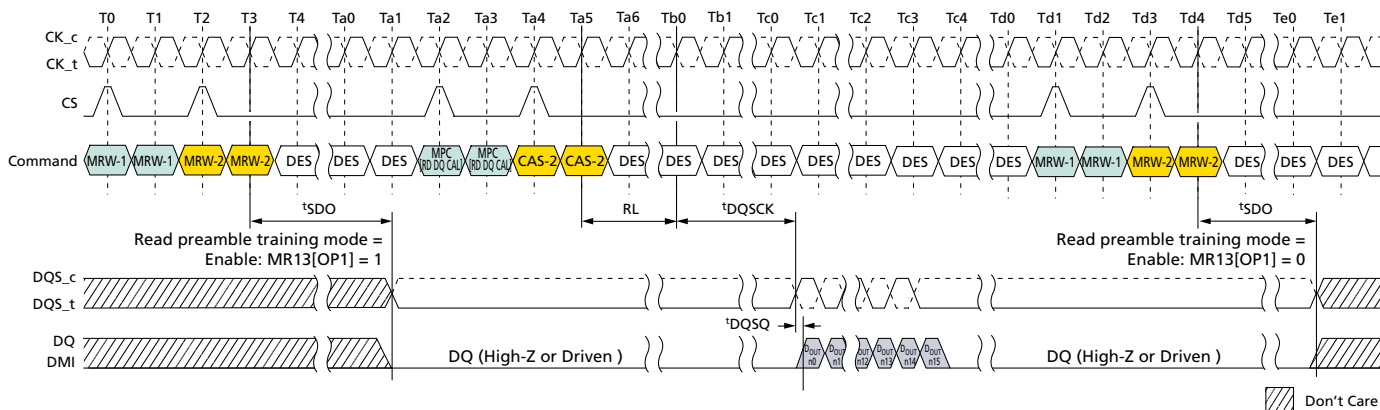 T0 T1 T2 T3 T4 Ta0 Ta1 Ta2 Ta3 Ta4 Ta5 Ta6 Tb0 Tb1 Tc0 Tc1 Tc2 Tc3 Tc4 Td0 Td1 Td2 Td3 Td4 Td5 Te0 Te1
CK_c
CK_t
CS
Command MRW-1 MRW-1 MRW-2 MRW-2 DES DES DES MPC (RD DQ CAL) MPC (RD DQ CAL) CAS-2 CAS-2 DES DES DES DES DES DES DES DES DES MRW-1 MRW-1 MRW-2 MRW-2 DES DES DES
tSDO RL tDQSCK tSDO
Read preamble training mode =
Enable: MR13[OP1] = 1
Read preamble training mode =
Enable: MR13[OP1] = 0
DQS_c
DQS_t
tDQSQ
DQ
DMI
DQ (High-Z or Driven )
DOUT n0 DOUT n1 DOUT n12 DOUT n13 DOUT n14 DOUT n15
DQ (High-Z or Driven )
Don't Care